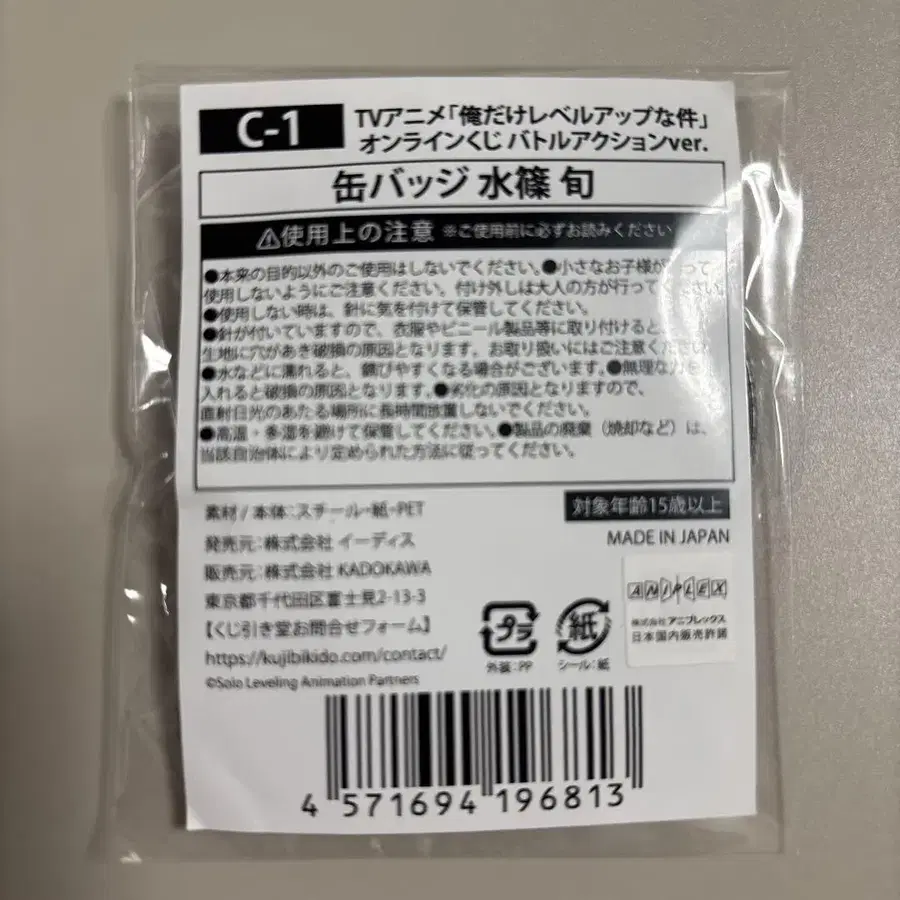 C-1
TVアニメ「俺だけレベルアップな件」
オンラインくじ バトルアクションver.
缶バッジ 水篠 旬
⚠使用上の注意 ※ご使用前に必ずお読みください
●本来の目的以外のご使用はしないでください。●小さなお子様が
使用しないようにご注意ください。付け外しは大人の方が行ってください。
●使用しない時は、針に気を付けて保管してください。
●針が付いていますので、衣服やビニール製品等に取り付けると、
生地に穴があき破損の原因となります。お取り扱いにはご注意ください。
●水などに濡れると、錆びやすくなる場合がございます。●無理な力を
入れると破損の原因となります。●劣化の原因となりますので、
直射日光のあたる場所に長時間放置しないでください。
●高温・多湿を避けて保管してください。●製品の廃棄（焼却など）は、
当該自治体により定められた方法に従ってください。
素材/本体:スチール・紙・PET
対象年齢15歳以上
発売元:株式会社 イーディス
MADE IN JAPAN
販売元:株式会社 KADOKAWA
東京都千代田区富士見2-13-3
【くじ引き堂お問合せフォーム】
https://kujibikido.com/contact/
©Solo Leveling Animation Partners
プラ
外装:PP
紙
シール:紙
ANIPLEX
株式会社アニプレックス
日本国内販売許諾
4 571694 196813